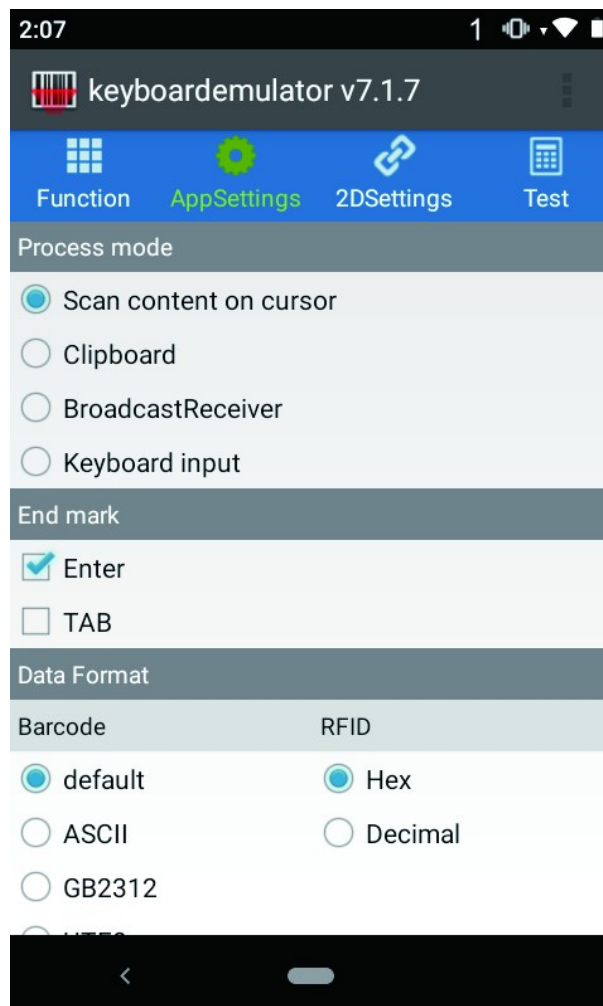 2:07 1
keyboardemulator v7.1.7
Function AppSettings 2DSettings Test
Process mode
Scan content on cursor
Clipboard
BroadcastReceiver
Keyboard input
End mark
Enter
TAB
Data Format
Barcode RFID
default Hex
ASCII Decimal
GB2312